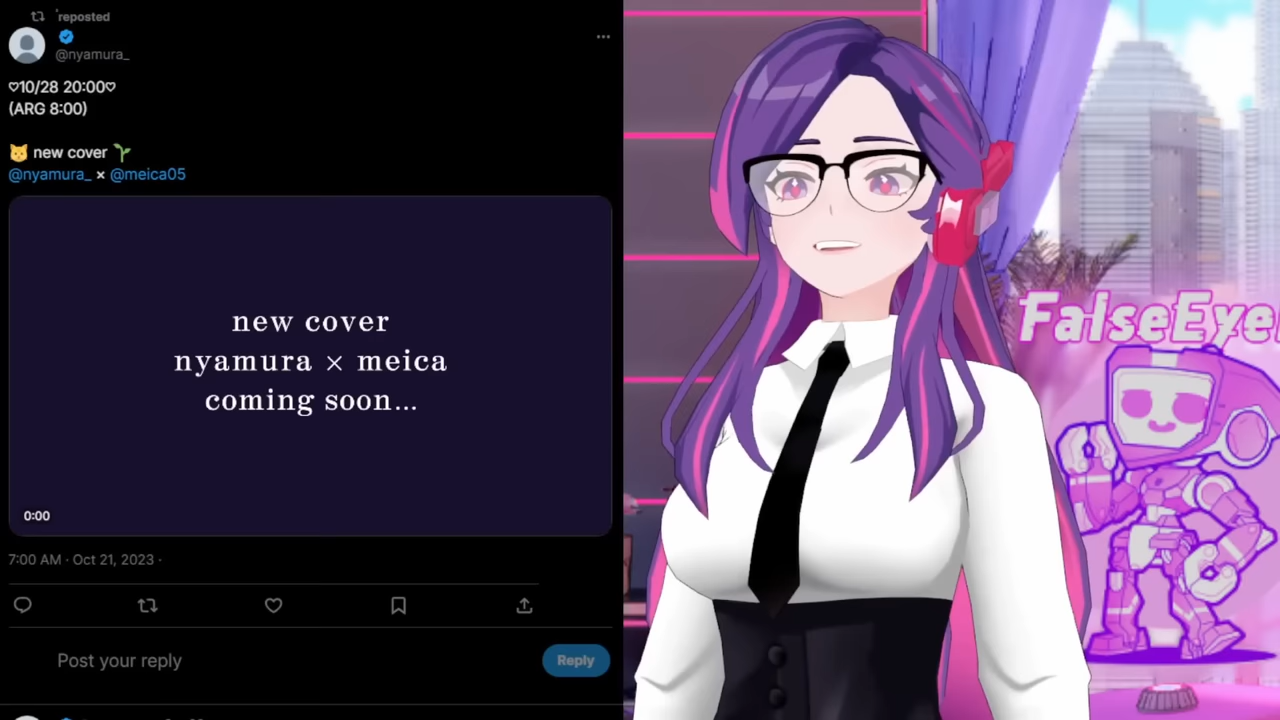 reposted
@nyamura_
♡10/28 20:00♡
(ARG 8:00)
🐱 new cover 🌱
@nyamura_ × @meica05
new cover
nyamura × meica
coming soon...
0:00
7:00 AM · Oct 21, 2023 ·
Post your reply
Reply
FalseEye